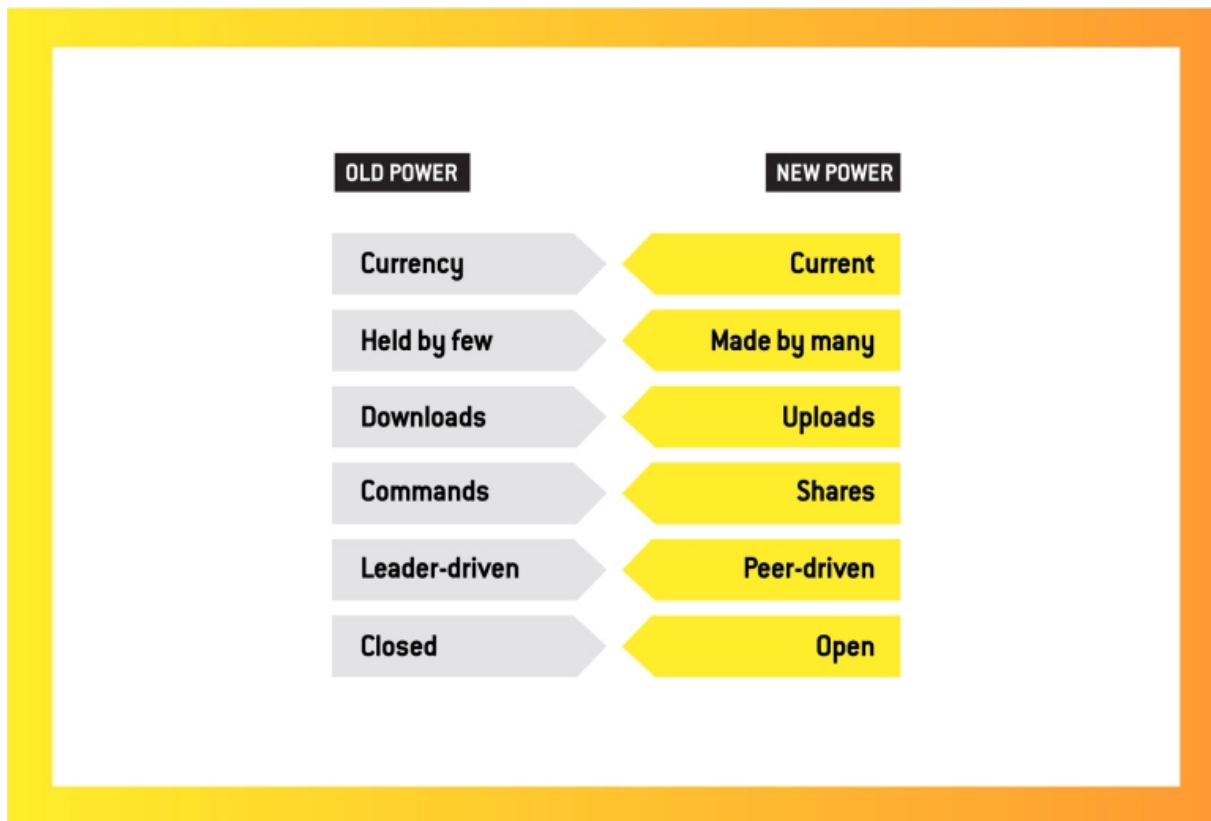 OLD POWER
NEW POWER
Currency
Current
Held by few
Made by many
Downloads
Uploads
Commands
Shares
Leader-driven
Peer-driven
Closed
Open